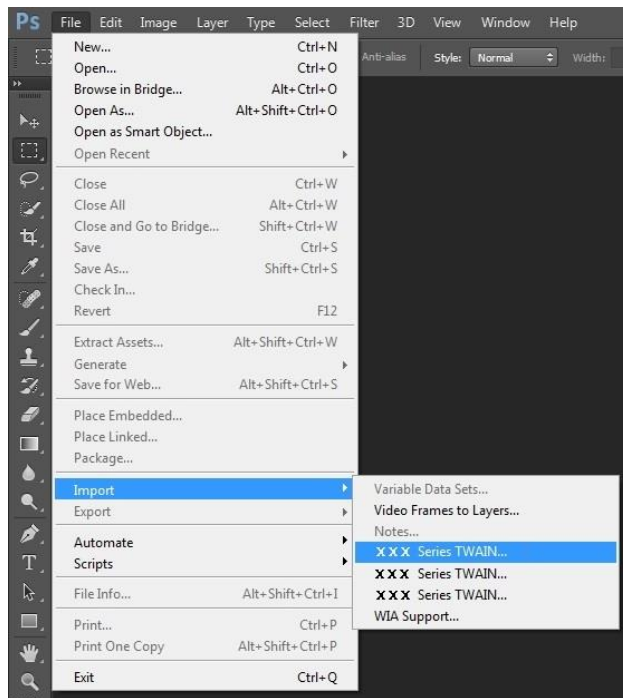 Ps File Edit Image Layer Type Select Filter 3D View Window Help
Anti-alias Style: Normal Width:
New... Ctrl+N
Open... Ctrl+O
Browse in Bridge... Alt+Ctrl+O
Open As... Alt+Shift+Ctrl+O
Open as Smart Object...
Open Recent
Close Ctrl+W
Close All Alt+Ctrl+W
Close and Go to Bridge... Shift+Ctrl+W
Save Ctrl+S
Save As... Shift+Ctrl+S
Check In...
Revert F12
Extract Assets... Alt+Shift+Ctrl+W
Generate
Save for Web... Alt+Shift+Ctrl+S
Place Embedded...
Place Linked...
Package...
Import
Export
Automate
Scripts
File Info... Alt+Shift+Ctrl+I
Print... Ctrl+P
Print One Copy Alt+Shift+Ctrl+P
Exit Ctrl+Q
Variable Data Sets...
Video Frames to Layers...
Notes...
XXX Series TWAIN...
XXX Series TWAIN...
XXX Series TWAIN...
WIA Support...
T